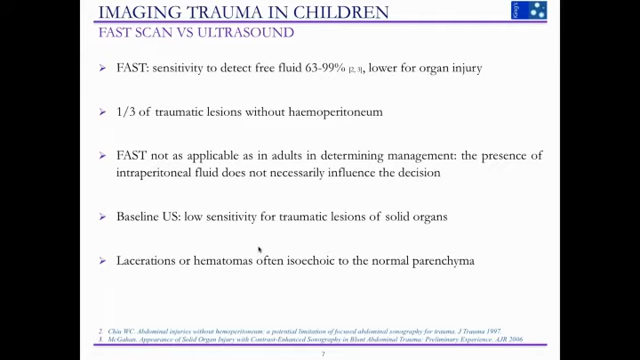 IMAGING TRAUMA IN CHILDREN
FAST SCAN VS ULTRASOUND
King's
➢ FAST: sensitivity to detect free fluid 63-99% [2, 3], lower for organ injury
➢ 1/3 of traumatic lesions without haemoperitoneum
➢ FAST not as applicable as in adults in determining management: the presence of
intraperitoneal fluid does not necessarily influence the decision
➢ Baseline US: low sensitivity for traumatic lesions of solid organs
➢ Lacerations or hematomas often isoechoic to the normal parenchyma
2. Chiu WC. Abdominal injuries without hemoperitoneum: a potential limitation of focused abdominal sonography for trauma. J Trauma 1997.
3. McGahan. Appearance of Solid Organ Injury with Contrast-Enhanced Sonography in Blunt Abdominal Trauma: Preliminary Experience. AJR 2006
7